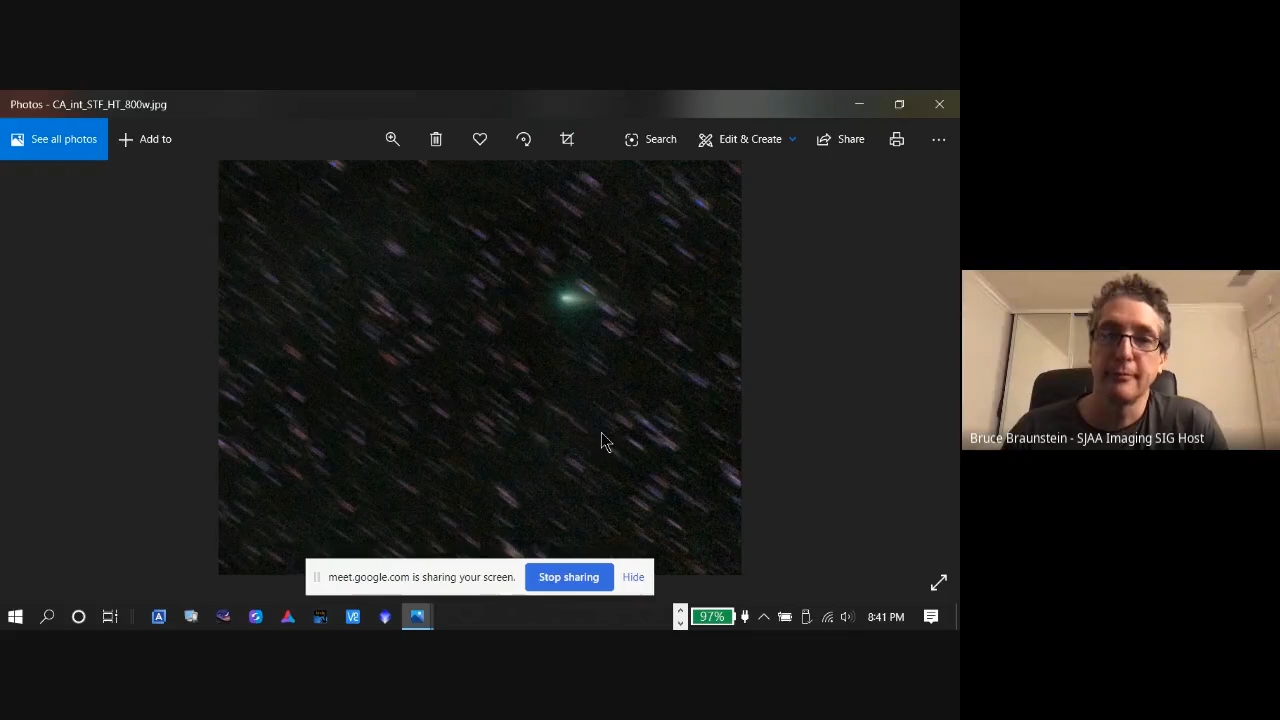 Photos - CA_int_STF_HT_800w.jpg
See all photos
Add to
Search
Edit & Create
Share
Bruce Braunstein - SJAA Imaging SIG Host
meet.google.com is sharing your screen.
Stop sharing
Hide
97%
8:41 PM